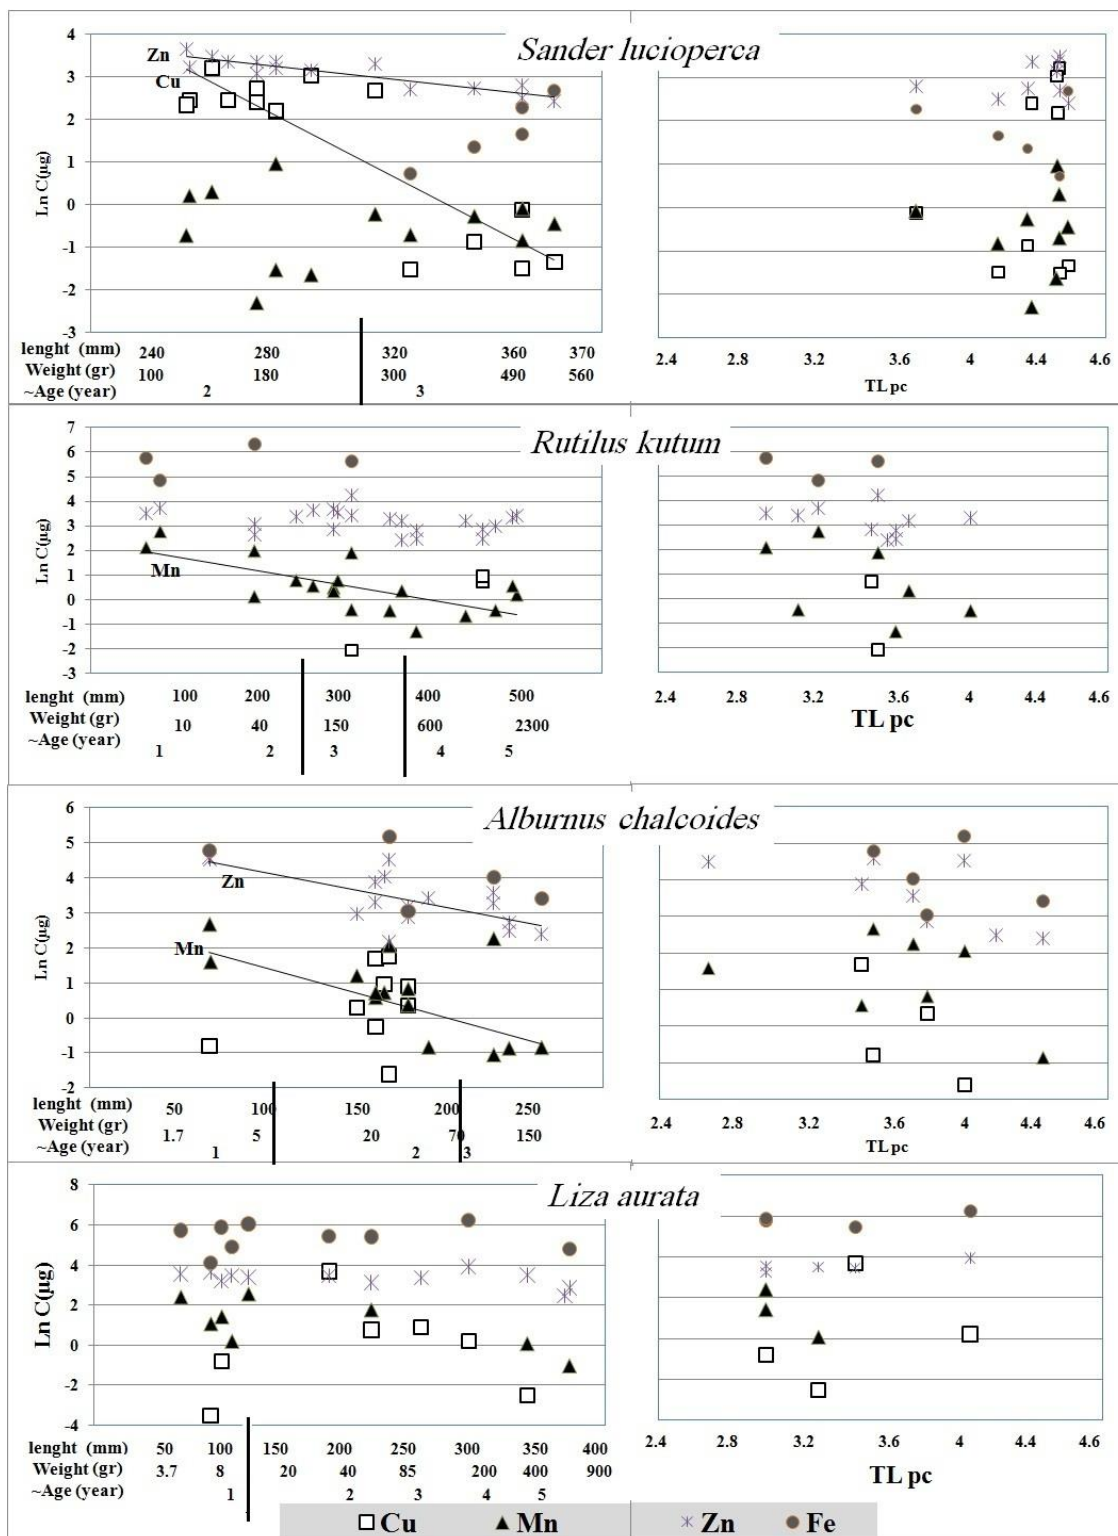 Sander lucioperca
Ln C(µg)
4
3
2
1
0
-1
-2
-3
Zn
Cu
lenght (mm) 240 280 320 360 370
Weight (gr) 100 180 300 490 560
~Age (year) 2 3
2.4 2.8 3.2 3.6 4 4.4 4.6
TL pc
Rutilus kutum
Ln C(µg)
7
6
5
4
3
2
1
0
-1
-2
-3
Mn
lenght (mm) 100 200 300 400 500
Weight (gr) 10 40 150 600 2300
~Age (year) 1 2 3 4 5
2.4 2.8 3.2 3.6 4 4.4 4.6
TL pc
Alburnus chalcoides
Ln C(µg)
6
5
4
3
2
1
0
-1
-2
Zn
Mn
lenght (mm) 50 100 150 200 250
Weight (gr) 1.7 5 20 70 150
~Age (year) 1 2 3
2.4 2.8 3.2 3.6 4 4.4 4.6
TL pc
Liza aurata
Ln C(µg)
8
6
4
2
0
-2
-4
lenght (mm) 50 100 150 200 250 300 350 400
Weight (gr) 3.7 8 20 40 85 200 400 900
~Age (year) 1 2 3 4 5
2.4 2.8 3.2 3.6 4 4.4 4.6
TL pc
Cu Mn Zn Fe